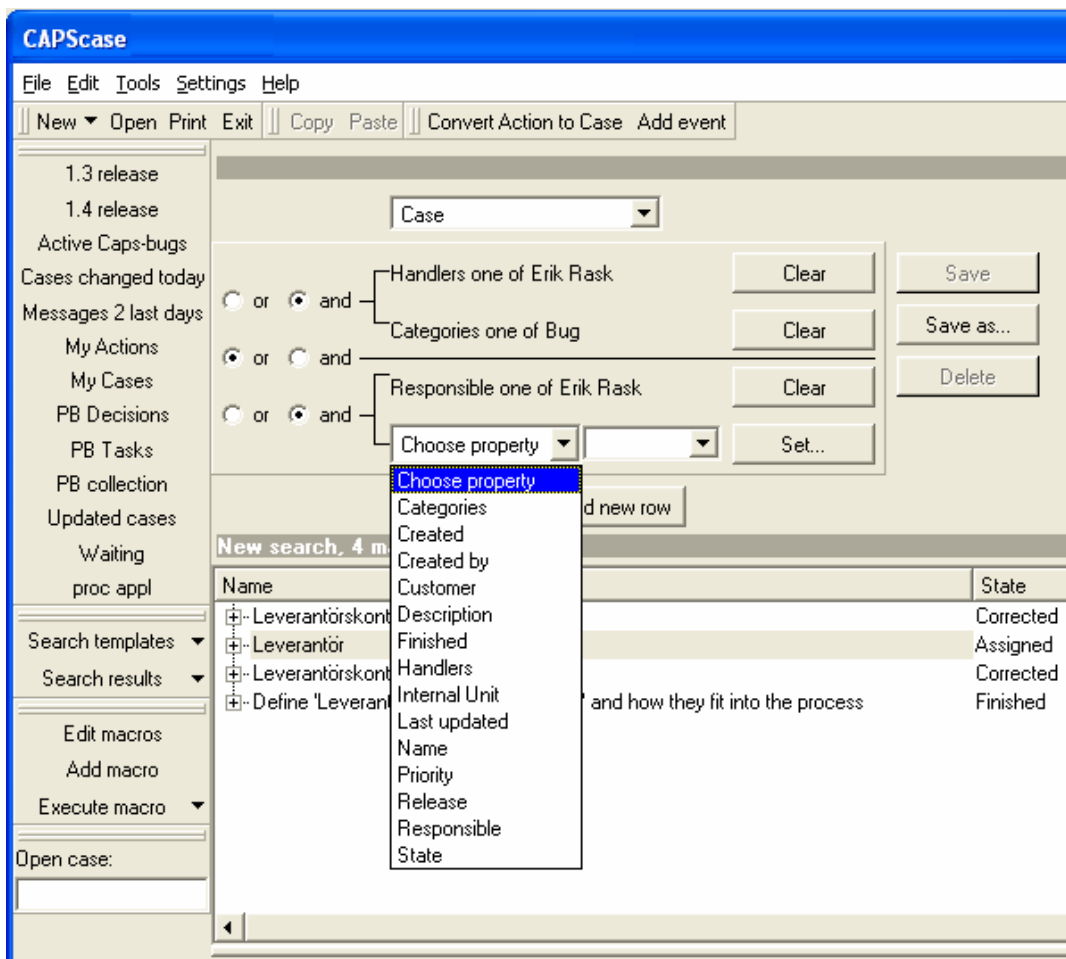 CAPScase
File Edit Tools Settings Help
New Open Print Exit Copy Paste Convert Action to Case Add event
1.3 release
1.4 release
Active Caps-bugs
Cases changed today
Messages 2 last days
My Actions
My Cases
PB Decisions
PB Tasks
PB collection
Updated cases
Waiting
proc appl
Search templates
Search results
Edit macros
Add macro
Execute macro
Open case:
Case
Handlers one of Erik Rask Clear
or and
Categories one of Bug Clear
or and
Responsible one of Erik Rask Clear
or and
Choose property Set...
Save
Save as...
Delete
Choose property
Categories
Created
Created by
Customer
Description
Finished
Handlers
Internal Unit
Last updated
Name
Priority
Release
Responsible
State
d new row
New search, 4 m
Name State
Leverantörskont Corrected
Leverantör Assigned
Leverantörskont Corrected
Define 'Leveran ' and how they fit into the process Finished